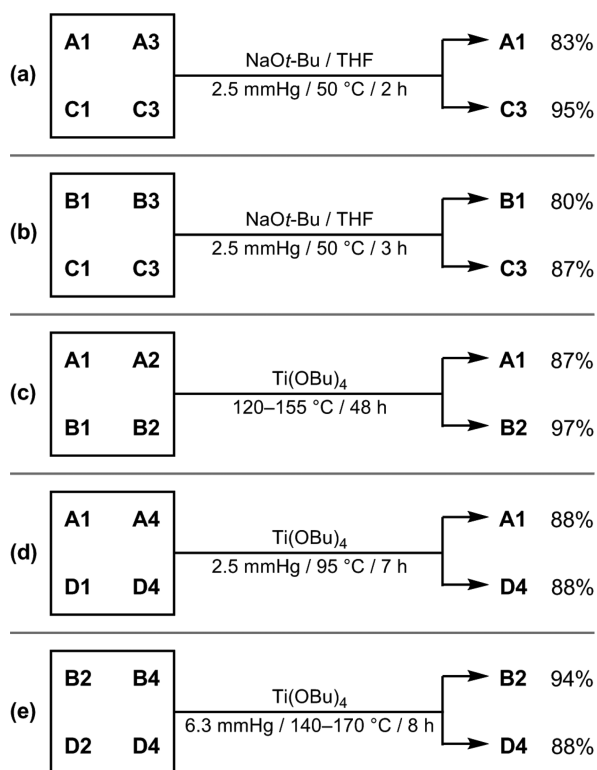 A1 A3 A1 83%
(a) NaOt-Bu / THF
2.5 mmHg / 50 °C / 2 h
C1 C3 C3 95%
B1 B3 B1 80%
(b) NaOt-Bu / THF
2.5 mmHg / 50 °C / 3 h
C1 C3 C3 87%
A1 A2 A1 87%
(c) Ti(OBu)4
120–155 °C / 48 h
B1 B2 B2 97%
A1 A4 A1 88%
(d) Ti(OBu)4
2.5 mmHg / 95 °C / 7 h
D1 D4 D4 88%
B2 B4 B2 94%
(e) Ti(OBu)4
6.3 mmHg / 140–170 °C / 8 h
D2 D4 D4 88%